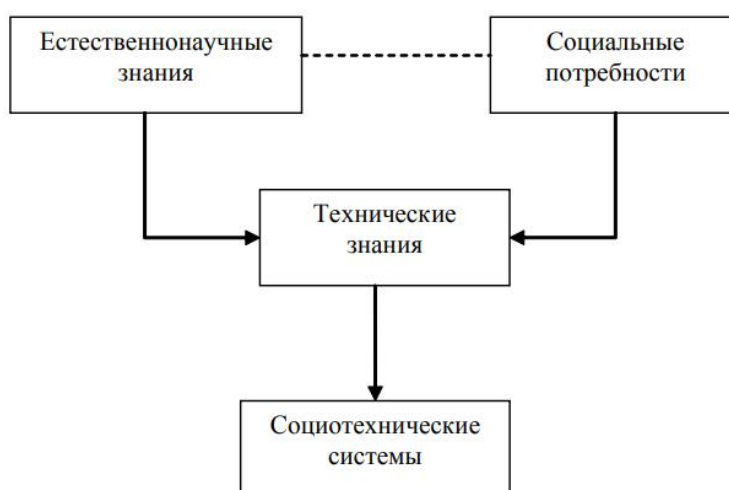 Естественнонаучные
знания
Социальные
потребности
Технические
знания
Социотехнические
системы